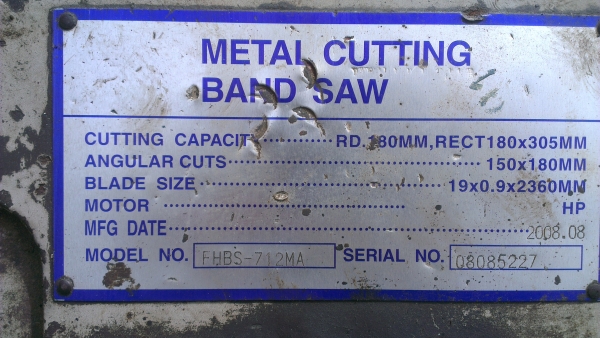 METAL CUTTING
BAND SAW
CUTTING CAPACITY ············ RD.180MM,RECT180x305MM
ANGULAR CUTS ································ 150x180MM
BLADE SIZE ···························· 19x0.9x2360MM
MOTOR ································ HP
MFG DATE ········································ 2008.08
MODEL NO. FHBS-712MA SERIAL NO. 08085227